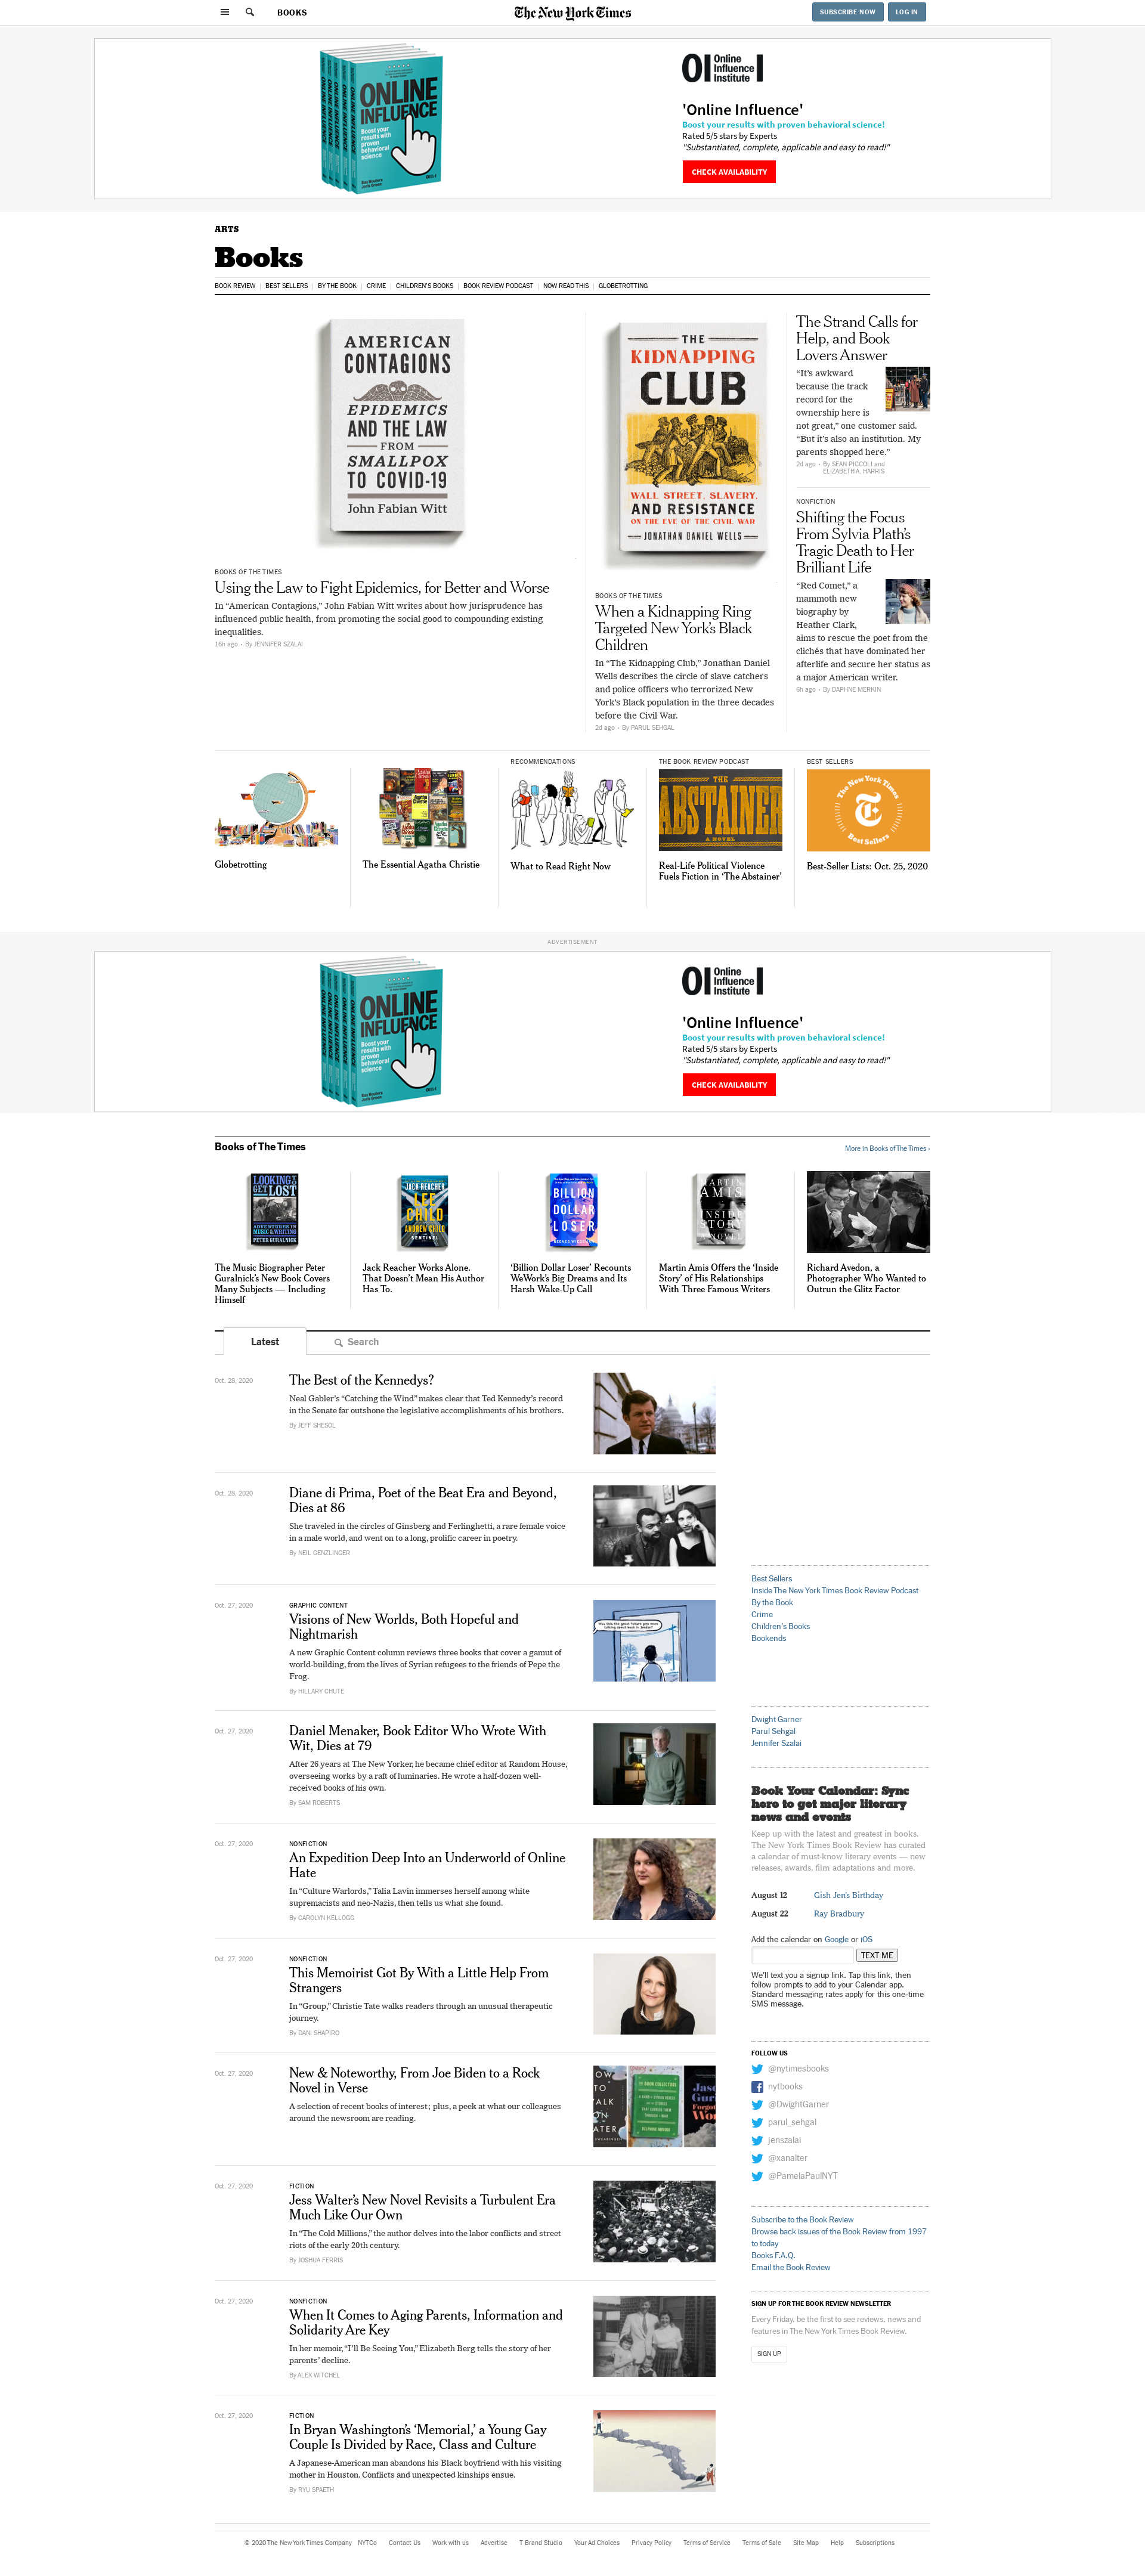 BOOKS
The New York Times
SUBSCRIBE NOW
LOG IN
ONLINE INFLUENCE
Boost your results with proven behavioral science
OI Online Influence Institute
'Online Influence'
Boost your results with proven behavioral science!
Rated 5/5 stars by Experts
"Substantiated, complete, applicable and easy to read!"
CHECK AVAILABILITY
ARTS
Books
BOOK REVIEW
BEST SELLERS
BY THE BOOK
CRIME
CHILDREN'S BOOKS
BOOK REVIEW PODCAST
NOW READ THIS
GLOBETROTTING
AMERICAN
CONTAGIONS
EPIDEMICS
AND THE LAW
FROM
SMALLPOX
TO COVID-19
John Fabian Witt
BOOKS OF THE TIMES
Using the Law to Fight Epidemics, for Better and Worse
In “American Contagions,” John Fabian Witt writes about how jurisprudence has
influenced public health, from promoting the social good to compounding existing
inequalities.
16h ago • By JENNIFER SZALAI
THE
KIDNAPPING
CLUB
WALL STREET, SLAVERY,
AND RESISTANCE
ON THE EVE OF THE CIVIL WAR
JONATHAN DANIEL WELLS
BOOKS OF THE TIMES
When a Kidnapping Ring
Targeted New York’s Black
Children
In “The Kidnapping Club,” Jonathan Daniel
Wells describes the circle of slave catchers
and police officers who terrorized New
York’s Black population in the three decades
before the Civil War.
2d ago • By PARUL SEHGAL
The Strand Calls for
Help, and Book
Lovers Answer
“It’s awkward
because the track
record for the
ownership here is
not great,” one customer said.
“But it’s also an institution. My
parents shopped here.”
2d ago • By SEAN PICCOLI and
ELIZABETH A. HARRIS
NONFICTION
Shifting the Focus
From Sylvia Plath’s
Tragic Death to Her
Brilliant Life
“Red Comet,” a
mammoth new
biography by
Heather Clark,
aims to rescue the poet from the
clichés that have dominated her
afterlife and secure her status as
a major American writer.
6h ago • By DAPHNE MERKIN
Globetrotting
The Essential Agatha Christie
RECOMMENDATIONS
What to Read Right Now
THE BOOK REVIEW PODCAST
THE
ABSTAINER
A NOVEL
Real-Life Political Violence
Fuels Fiction in ‘The Abstainer’
BEST SELLERS
The New York Times
Best Sellers
Best-Seller Lists: Oct. 25, 2020
ADVERTISEMENT
ONLINE INFLUENCE
Boost your results with proven behavioral science
OI Online Influence Institute
'Online Influence'
Boost your results with proven behavioral science!
Rated 5/5 stars by Experts
"Substantiated, complete, applicable and easy to read!"
CHECK AVAILABILITY
Books of The Times
More in Books of The Times ›
LOOKING TO
GET LOST
ADVENTURES IN
MUSIC & WRITING
PETER GURALNICK
The Music Biographer Peter
Guralnick’s New Book Covers
Many Subjects — Including
Himself
JACK REACHER
LEE
CHILD
ANDREW CHILD
SENTINEL
Jack Reacher Works Alone.
That Doesn’t Mean His Author
Has To.
BILLION
DOLLAR
LOSER
REEVES WIEDEMAN
‘Billion Dollar Loser’ Recounts
WeWork’s Big Dreams and Its
Harsh Wake-Up Call
MARTIN
AMIS
INSIDE
STORY
Martin Amis Offers the ‘Inside
Story’ of His Relationships
With Three Famous Writers
Richard Avedon, a
Photographer Who Wanted to
Outrun the Glitz Factor
Latest
Search
Oct. 28, 2020
The Best of the Kennedys?
Neal Gabler’s “Catching the Wind” makes clear that Ted Kennedy’s record
in the Senate far outshone the legislative accomplishments of his brothers.
By JEFF SHESOL
Oct. 28, 2020
Diane di Prima, Poet of the Beat Era and Beyond,
Dies at 86
She traveled in the circles of Ginsberg and Ferlinghetti, a rare female voice
in a male world, and went on to a long, prolific career in poetry.
By NEIL GENZLINGER
Oct. 27, 2020
GRAPHIC CONTENT
Visions of New Worlds, Both Hopeful and
Nightmarish
A new Graphic Content column reviews three books that cover a gamut of
world-building, from the lives of Syrian refugees to the friends of Pepe the
Frog.
By HILLARY CHUTE
Oct. 27, 2020
Daniel Menaker, Book Editor Who Wrote With
Wit, Dies at 79
After 26 years at The New Yorker, he became chief editor at Random House,
overseeing works by a raft of luminaries. He wrote a half-dozen well-
received books of his own.
By SAM ROBERTS
Oct. 27, 2020
NONFICTION
An Expedition Deep Into an Underworld of Online
Hate
In “Culture Warlords,” Talia Lavin immerses herself among white
supremacists and neo-Nazis, then tells us what she found.
By CAROLYN KELLOGG
Oct. 27, 2020
NONFICTION
This Memoirist Got By With a Little Help From
Strangers
In “Group,” Christie Tate walks readers through an unusual therapeutic
journey.
By DANI SHAPIRO
Oct. 27, 2020
New & Noteworthy, From Joe Biden to a Rock
Novel in Verse
A selection of recent books of interest; plus, a peek at what our colleagues
around the newsroom are reading.
Oct. 27, 2020
FICTION
Jess Walter’s New Novel Revisits a Turbulent Era
Much Like Our Own
In “The Cold Millions,” the author delves into the labor conflicts and street
riots of the early 20th century.
By JOSHUA FERRIS
Oct. 27, 2020
NONFICTION
When It Comes to Aging Parents, Information and
Solidarity Are Key
In her memoir, “I’ll Be Seeing You,” Elizabeth Berg tells the story of her
parents’ decline.
By ALEX WITCHEL
Oct. 27, 2020
FICTION
In Bryan Washington’s ‘Memorial,’ a Young Gay
Couple Is Divided by Race, Class and Culture
A Japanese-American man abandons his Black boyfriend with his visiting
mother in Houston. Conflicts and unexpected kinships ensue.
By RYU SPAETH
Best Sellers
Inside The New York Times Book Review Podcast
By the Book
Crime
Children's Books
Bookends
Dwight Garner
Parul Sehgal
Jennifer Szalai
Book Your Calendar: Sync
here to get major literary
news and events
Keep up with the latest and greatest in books.
The New York Times Book Review has curated
a calendar of must-know literary events — new
releases, awards, film adaptations and more.
August 12 Gish Jen's Birthday
August 22 Ray Bradbury
Add the calendar on Google or iOS
TEXT ME
We'll text you a signup link. Tap this link, then
follow prompts to add to your Calendar app.
Standard messaging rates apply for this one-time
SMS message.
FOLLOW US
@nytimesbooks
nytbooks
@DwightGarner
parul_sehgal
jenszalai
@xanalter
@PamelaPaulNYT
Subscribe to the Book Review
Browse back issues of the Book Review from 1997
to today
Books F.A.Q.
Email the Book Review
SIGN UP FOR THE BOOK REVIEW NEWSLETTER
Every Friday, be the first to see reviews, news and
features in The New York Times Book Review.
SIGN UP
© 2020 The New York Times Company NYTCo Contact Us Work with us Advertise T Brand Studio Your Ad Choices Privacy Policy Terms of Service Terms of Sale Site Map Help Subscriptions